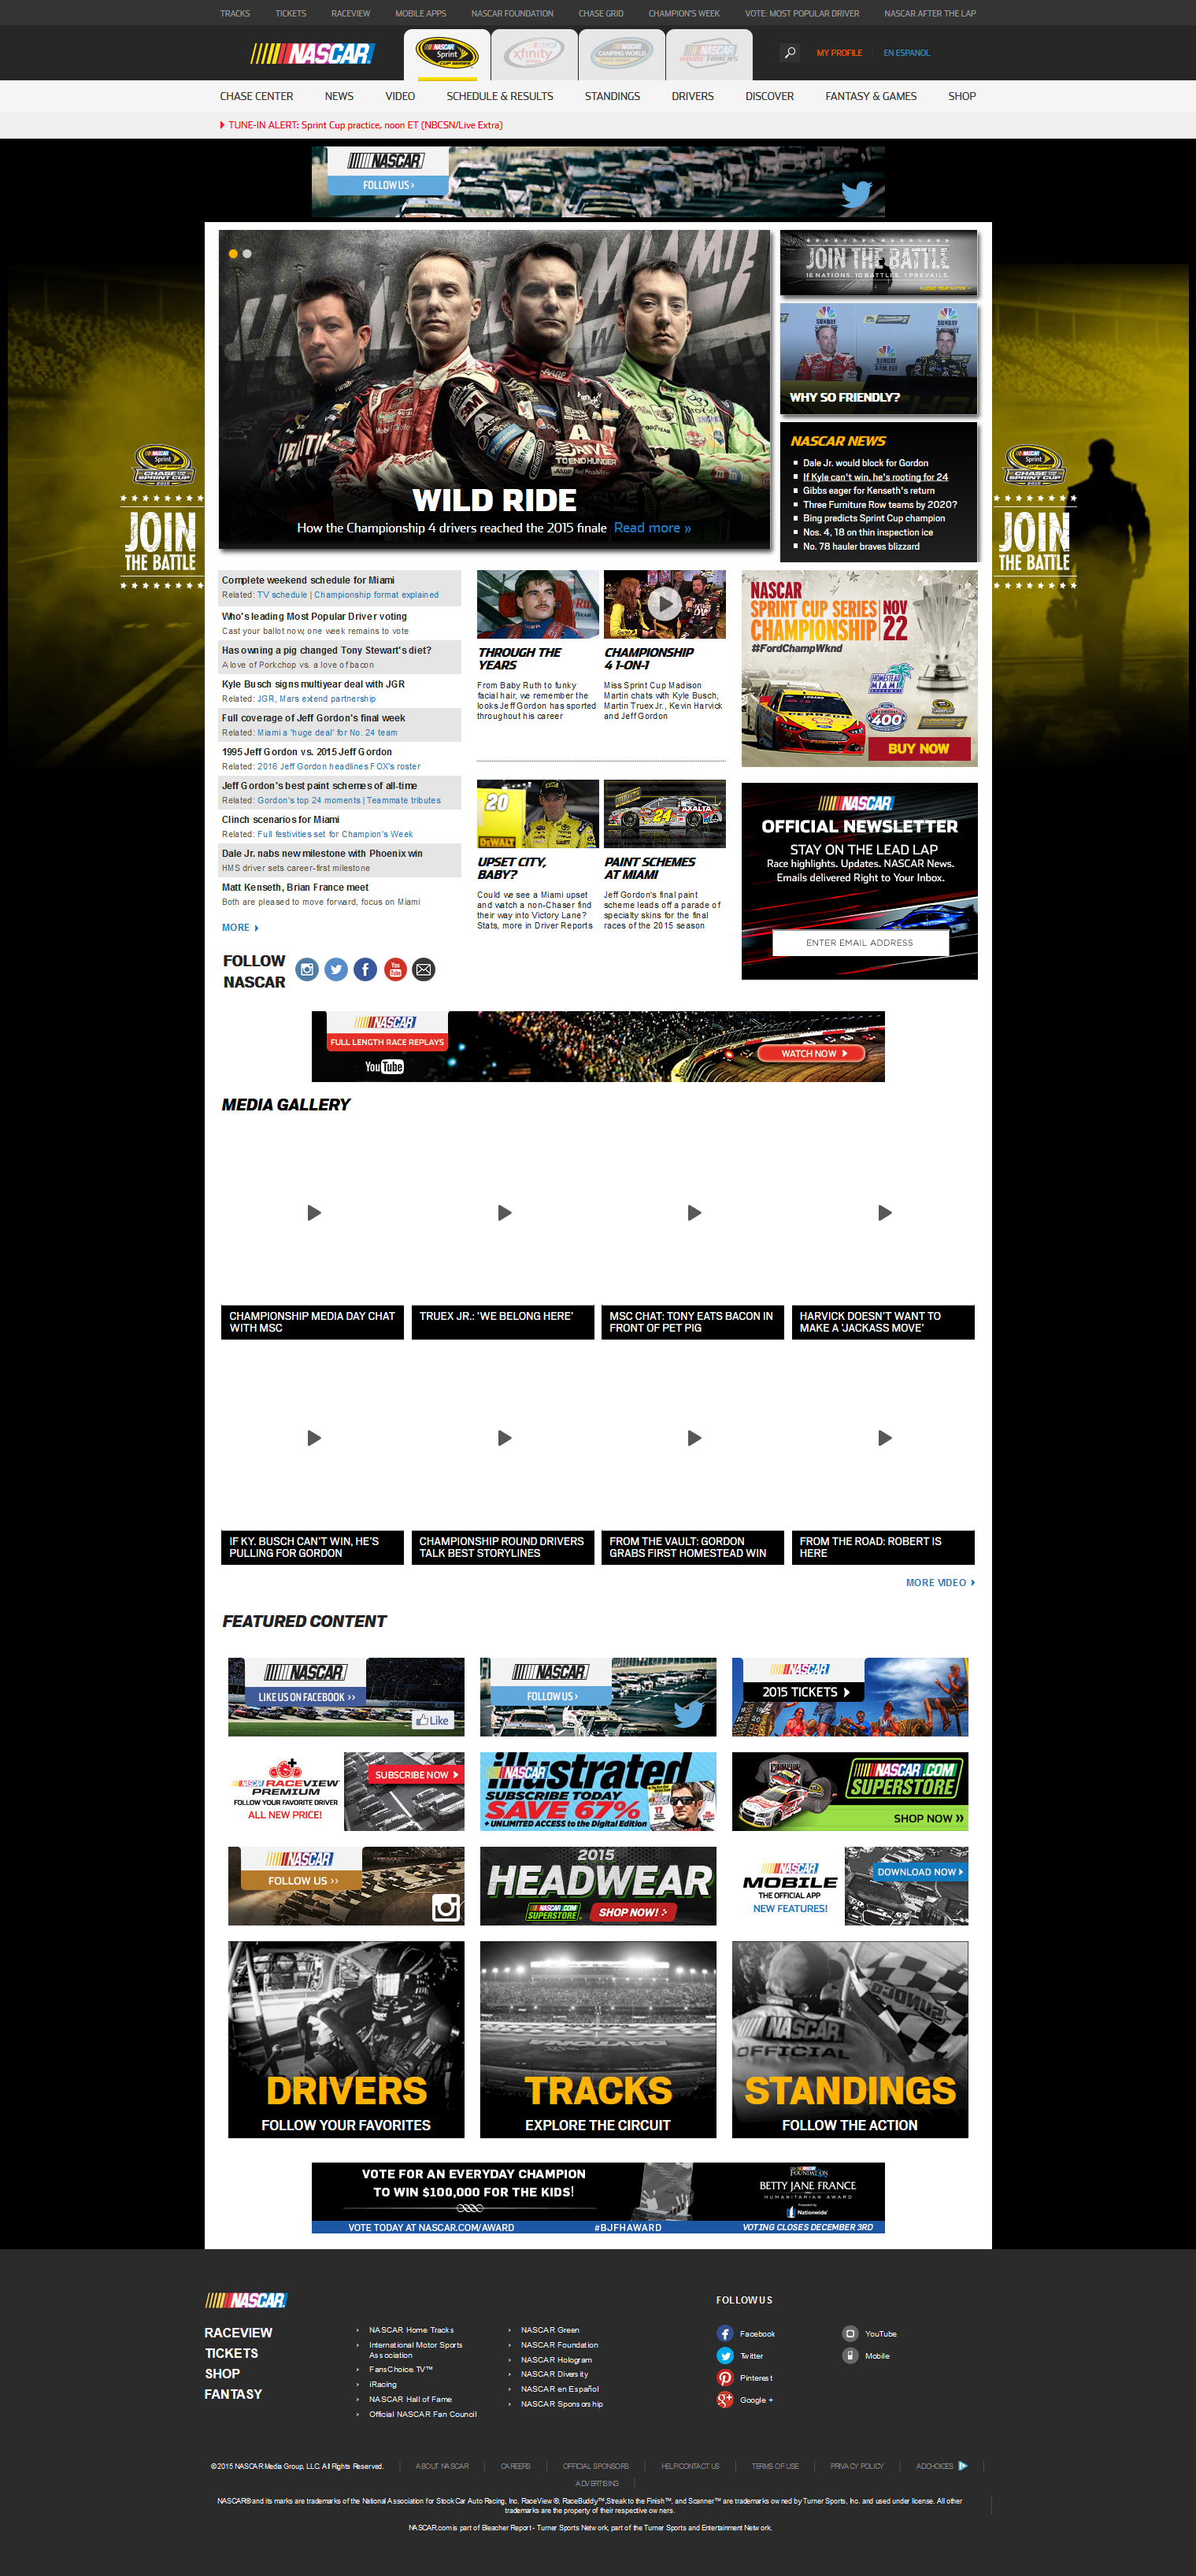 TRACKS TICKETS RACEVIEW MOBILE APPS NASCAR FOUNDATION CHASE GRID CHAMPION'S WEEK VOTE: MOST POPULAR DRIVER NASCAR AFTER THE LAP
NASCAR
NASCAR Sprint CUP SERIES
NASCAR xfinity
NASCAR CAMPING WORLD
NASCAR HOME TRACKS
MY PROFILE EN ESPANOL
CHASE CENTER NEWS VIDEO SCHEDULE & RESULTS STANDINGS DRIVERS DISCOVER FANTASY & GAMES SHOP
TUNE-IN ALERT: Sprint Cup practice, noon ET (NBCSN/Live Extra)
NASCAR
FOLLOW US ›
WILD RIDE
How the Championship 4 drivers reached the 2015 finale Read more »
JOIN THE BATTLE
16 NATIONS. 10 BATTLES. 1 PREVAILS.
WHY SO FRIENDLY?
NASCAR NEWS
Dale Jr. would block for Gordon
If Kyle can't win, he's rooting for 24
Gibbs eager for Kenseth's return
Three Furniture Row teams by 2020?
Bing predicts Sprint Cup champion
Nos. 4, 18 on thin inspection ice
No. 78 hauler braves blizzard
JOIN
THE BATTLE
JOIN
THE BATTLE
Complete weekend schedule for Miami
Related: TV schedule | Championship format explained
Who's leading Most Popular Driver voting
Cast your ballot now, one week remains to vote
Has owning a pig changed Tony Stewart's diet?
A love of Porkchop vs. a love of bacon
Kyle Busch signs multiyear deal with JGR
Related: JGR, Mars extend partnership
Full coverage of Jeff Gordon's final week
Related: Miami a 'huge deal' for No. 24 team
1995 Jeff Gordon vs. 2015 Jeff Gordon
Related: 2016 Jeff Gordon headlines FOX's roster
Jeff Gordon's best paint schemes of all-time
Related: Gordon's top 24 moments | Teammate tributes
Clinch scenarios for Miami
Related: Full festivities set for Champion's Week
Dale Jr. nabs new milestone with Phoenix win
HMS driver sets career-first milestone
Matt Kenseth, Brian France meet
Both are pleased to move forward, focus on Miami
MORE
FOLLOW
NASCAR
THROUGH THE
YEARS
From Baby Ruth to funky
facial hair, we remember the
looks Jeff Gordon has sported
throughout his career
CHAMPIONSHIP
4 1-ON-1
Miss Sprint Cup Madison
Martin chats with Kyle Busch,
Martin Truex Jr., Kevin Harvick
and Jeff Gordon
20
DEWALT
UPSET CITY,
BABY?
Could we see a Miami upset
and watch a non-Chaser find
their way into Victory Lane?
Stats, more in Driver Reports
24
AXALTA
PAINT SCHEMES
AT MIAMI
Jeff Gordon's final paint
scheme leads off a parade of
specialty skins for the final
races of the 2015 season
NASCAR
SPRINT CUP SERIES
CHAMPIONSHIP
NOV
22
#FordChampWknd
HOMESTEAD
MIAMI
400
BUY NOW
NASCAR
OFFICIAL NEWSLETTER
STAY ON THE LEAD LAP
Race highlights. Updates. NASCAR News.
Emails delivered Right to Your Inbox.
ENTER EMAIL ADDRESS
NASCAR
FULL LENGTH RACE REPLAYS
YouTube
WATCH NOW
MEDIA GALLERY
CHAMPIONSHIP MEDIA DAY CHAT
WITH MSC
TRUEX JR.: 'WE BELONG HERE'
MSC CHAT: TONY EATS BACON IN
FRONT OF PET PIG
HARVICK DOESN'T WANT TO
MAKE A 'JACKASS MOVE'
IF KY. BUSCH CAN'T WIN, HE'S
PULLING FOR GORDON
CHAMPIONSHIP ROUND DRIVERS
TALK BEST STORYLINES
FROM THE VAULT: GORDON
GRABS FIRST HOMESTEAD WIN
FROM THE ROAD: ROBERT IS
HERE
MORE VIDEO
FEATURED CONTENT
NASCAR
LIKE US ON FACEBOOK ››
Like
NASCAR
FOLLOW US ›
NASCAR
2015 TICKETS
NASCAR RACEVIEW
PREMIUM
FOLLOW YOUR FAVORITE DRIVER
ALL NEW PRICE!
SUBSCRIBE NOW
NASCAR illustrated
SUBSCRIBE TODAY
SAVE 67%
+ UNLIMITED ACCESS to the Digital Edition
NASCAR.COM
SUPERSTORE
SHOP NOW »
NASCAR
FOLLOW US ››
2015
HEADWEAR
NASCAR.COM
SUPERSTORE
SHOP NOW! ›
NASCAR
MOBILE
THE OFFICIAL APP
NEW FEATURES!
DOWNLOAD NOW
DRIVERS
FOLLOW YOUR FAVORITES
TRACKS
EXPLORE THE CIRCUIT
NASCAR
OFFICIAL
STANDINGS
FOLLOW THE ACTION
VOTE FOR AN EVERYDAY CHAMPION
TO WIN $100,000 FOR THE KIDS!
NASCAR FOUNDATION
BETTY JANE FRANCE
HUMANITARIAN AWARD
Nationwide
VOTE TODAY AT NASCAR.COM/AWARD #BJFHAWARD VOTING CLOSES DECEMBER 3RD
NASCAR
RACEVIEW
TICKETS
SHOP
FANTASY
NASCAR Home Tracks
International Motor Sports
Association
FansChoice.TV™
iRacing
NASCAR Hall of Fame
Official NASCAR Fan Council
NASCAR Green
NASCAR Foundation
NASCAR Hologram
NASCAR Diversity
NASCAR en Español
NASCAR Sponsorship
FOLLOW US
Facebook
Twitter
Pinterest
Google +
YouTube
Mobile
©2015 NASCAR Media Group, LLC. All Rights Reserved. ABOUT NASCAR CAREERS OFFICIAL SPONSORS HELP/CONTACT US TERMS OF USE PRIVACY POLICY ADCHOICES
ADVERTISING
NASCAR® and its marks are trademarks of the National Association for Stock Car Auto Racing, Inc. RaceView ®, RaceBuddy™,Streak to the Finish™, and Scanner™ are trademarks owned by Turner Sports, Inc. and used under license. All other
trademarks are the property of their respective owners.
NASCAR.com is part of Bleacher Report - Turner Sports Network, part of the Turner Sports and Entertainment Network.